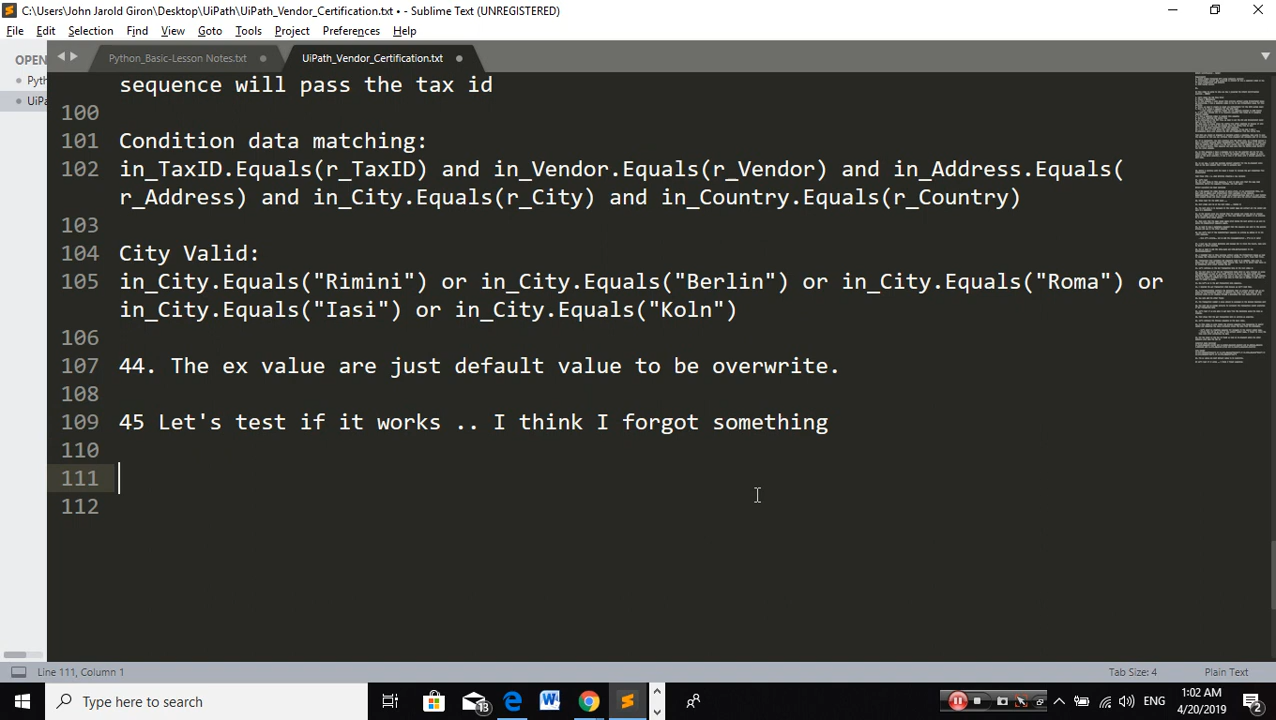 C:\Users\John Jarold Giron\Desktop\UiPath\UiPath_Vendor_Certification.txt • - Sublime Text (UNREGISTERED)
File Edit Selection Find View Goto Tools Project Preferences Help
OPEN
Python_Basic-Lesson Notes.txt
UiPath_Vendor_Certification.txt
Pyth
UiPa
sequence will pass the tax id
100
101 Condition data matching:
102 in_TaxID.Equals(r_TaxID) and in_Vendor.Equals(r_Vendor) and in_Address.Equals(
r_Address) and in_City.Equals(r_City) and in_Country.Equals(r_Country)
103
104 City Valid:
105 in_City.Equals("Rimini") or in_City.Equals("Berlin") or in_City.Equals("Roma") or
in_City.Equals("Iasi") or in_City.Equals("Koln")
106
107 44. The ex value are just default value to be overwrite.
108
109 45 Let's test if it works .. I think I forgot something
110
111
112
Line 111, Column 1
Tab Size: 4
Plain Text
Type here to search
13
ENG
1:02 AM
4/20/2019
2